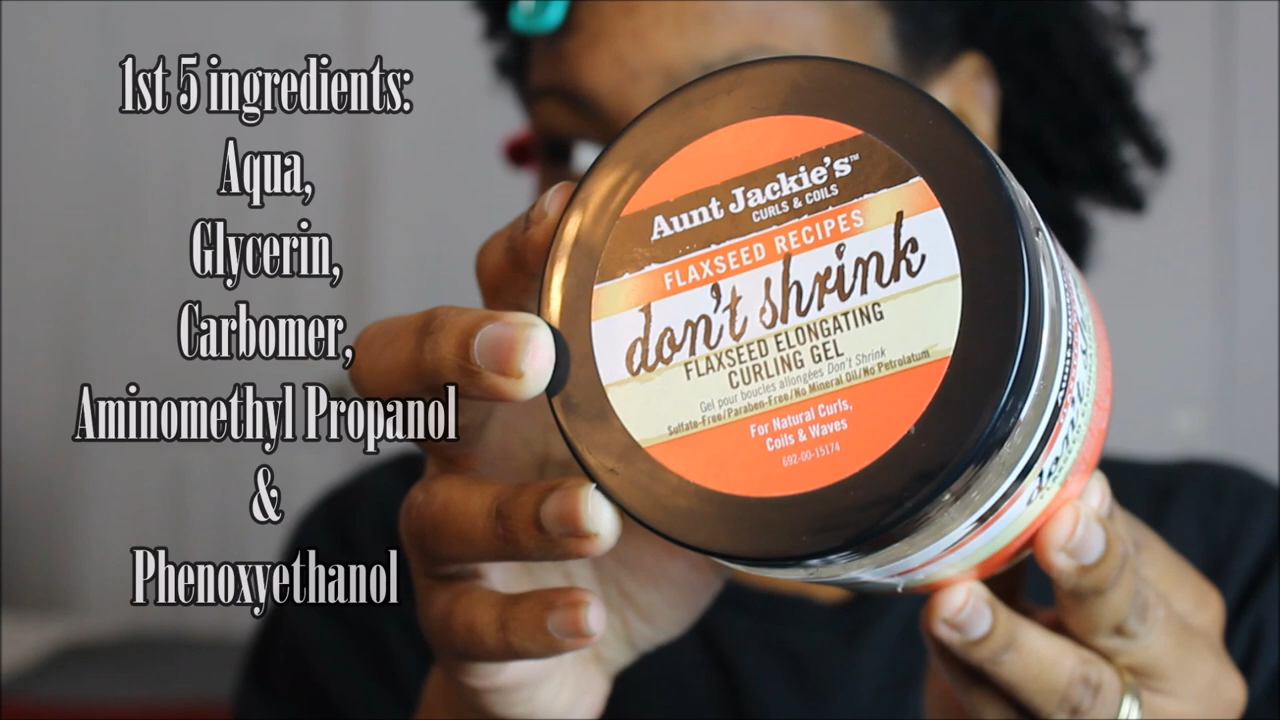 1st 5 ingredients:
Aqua,
Glycerin,
Carbomer,
Aminomethyl Propanol
&
Phenoxyethanol
Aunt Jackie's™
CURLS & COILS
FLAXSEED RECIPES
don't shrink
FLAXSEED ELONGATING
CURLING GEL
Gel pour boucles allongées Don't Shrink
Sulfate-Free/Paraben-Free/No Mineral Oil/No Petrolatum
For Natural Curls,
Coils & Waves
692-00-15174